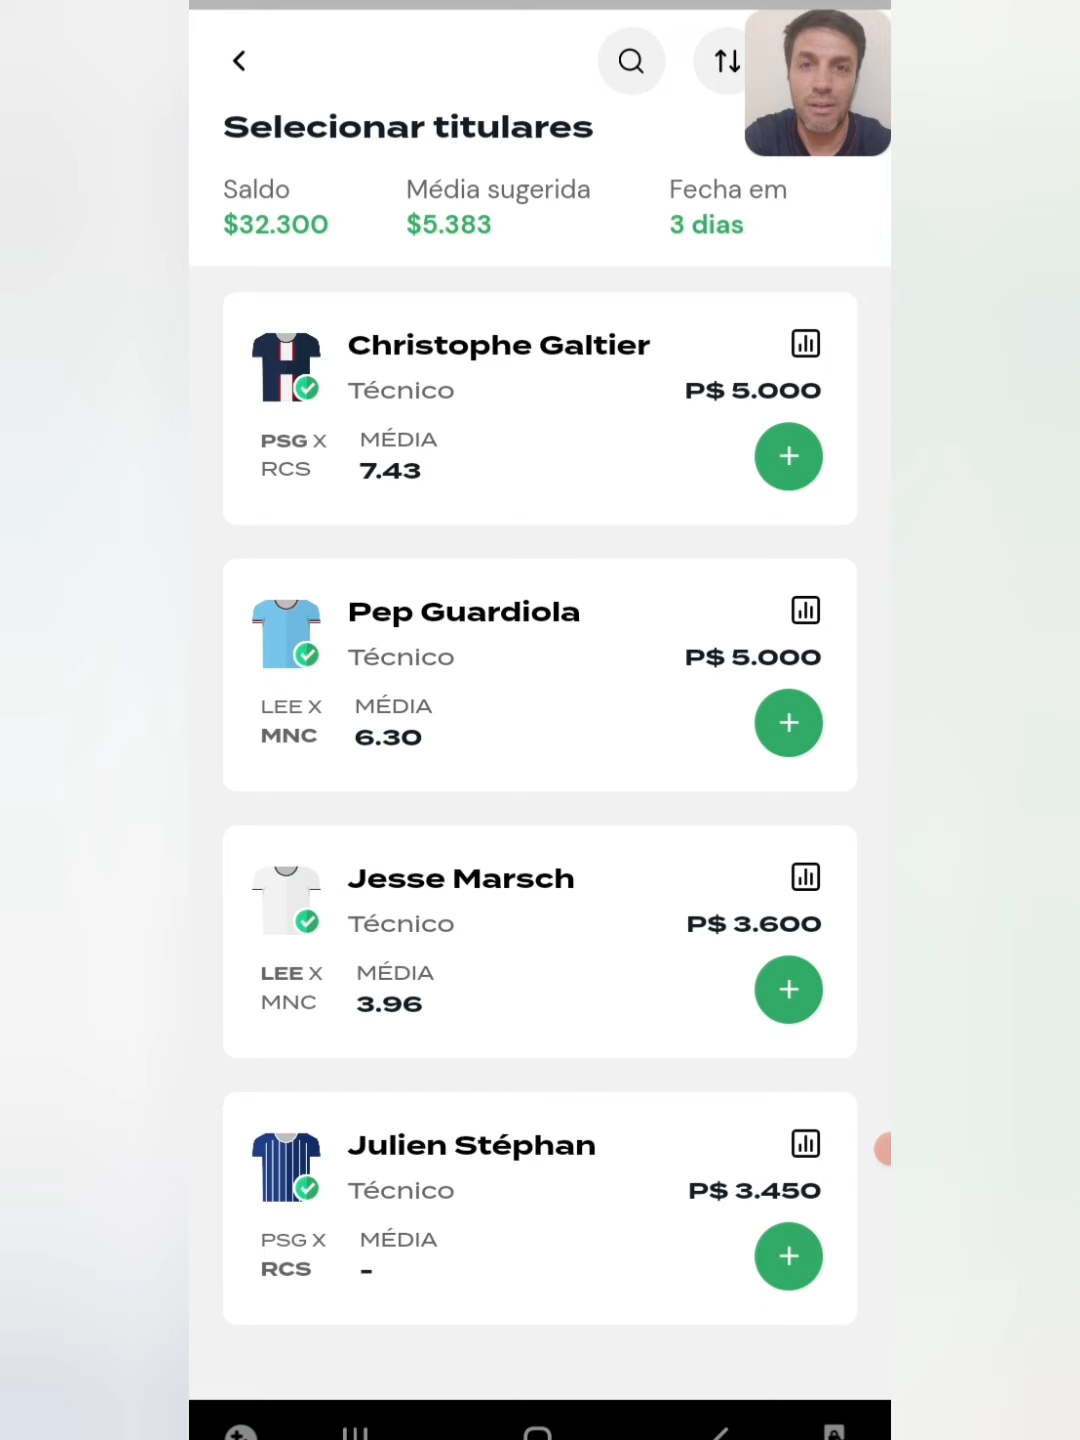 Selecionar titulares
Saldo
Média sugerida
Fecha em
$32.300
$5.383
3 dias
Christophe Galtier
Técnico
P$ 5.000
PSG X
RCS
MÉDIA
7.43
Pep Guardiola
Técnico
P$ 5.000
LEE X
MNC
MÉDIA
6.30
Jesse Marsch
Técnico
P$ 3.600
LEE X
MNC
MÉDIA
3.96
Julien Stéphan
Técnico
P$ 3.450
PSG X
RCS
MÉDIA
-